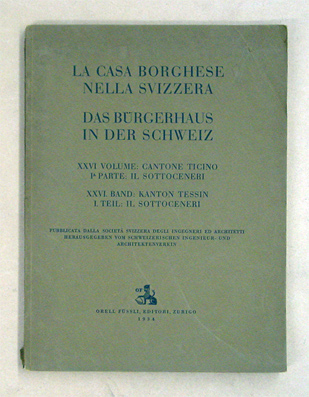 LA CASA BORGHESE
NELLA SVIZZERA
DAS BÜRGERHAUS
IN DER SCHWEIZ
XXVI VOLUME: CANTONE TICINO
Iª PARTE: IL SOTTOCENERI
XXVI. BAND: KANTON TESSIN
I. TEIL: IL SOTTOCENERI
PUBBLICATA DALLA SOCIETÀ SVIZZERA DEGLI INGEGNERI ED ARCHITETTI
HERAUSGEGEBEN VOM SCHWEIZERISCHEN INGENIEUR- UND
ARCHITEKTENVEREIN
ORELL FÜSSLI, EDITORI, ZURIGO
1934